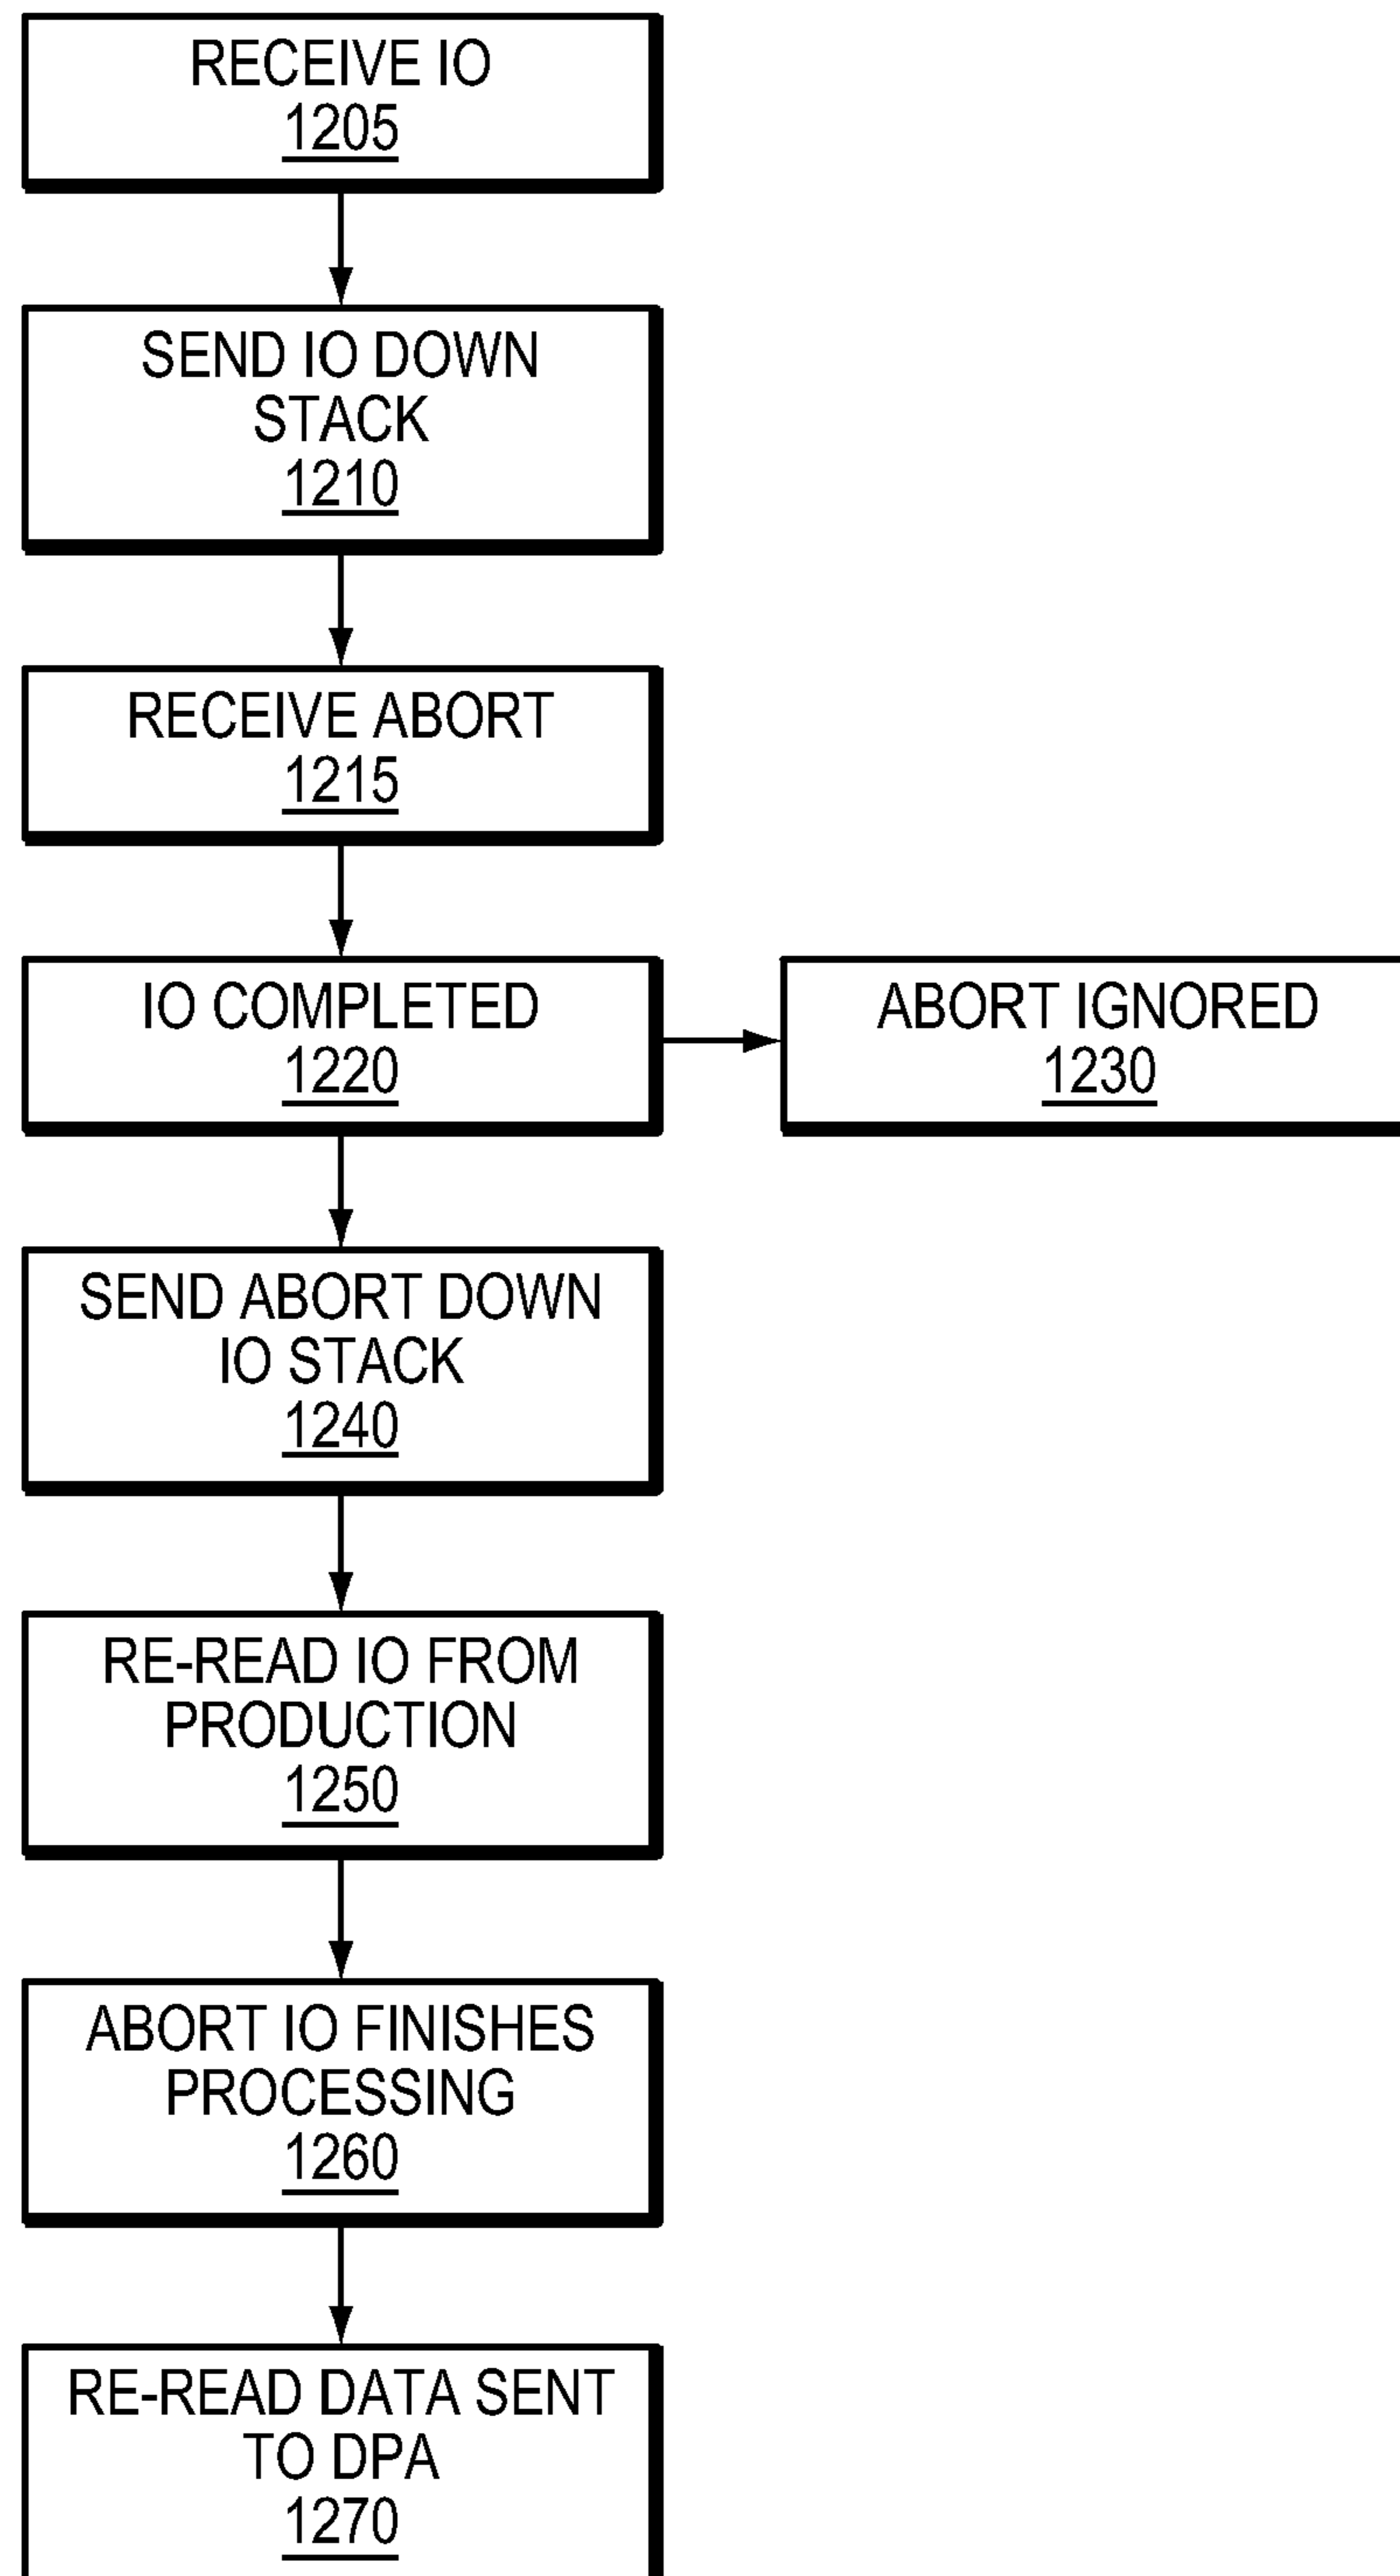 RECEIVE IO
1205
SEND IO DOWN
STACK
1210
RECEIVE ABORT
1215
IO COMPLETED
1220
ABORT IGNORED
1230
SEND ABORT DOWN
IO STACK
1240
RE-READ IO FROM
PRODUCTION
1250
ABORT IO FINISHES
PROCESSING
1260
RE-READ DATA SENT
TO DPA
1270